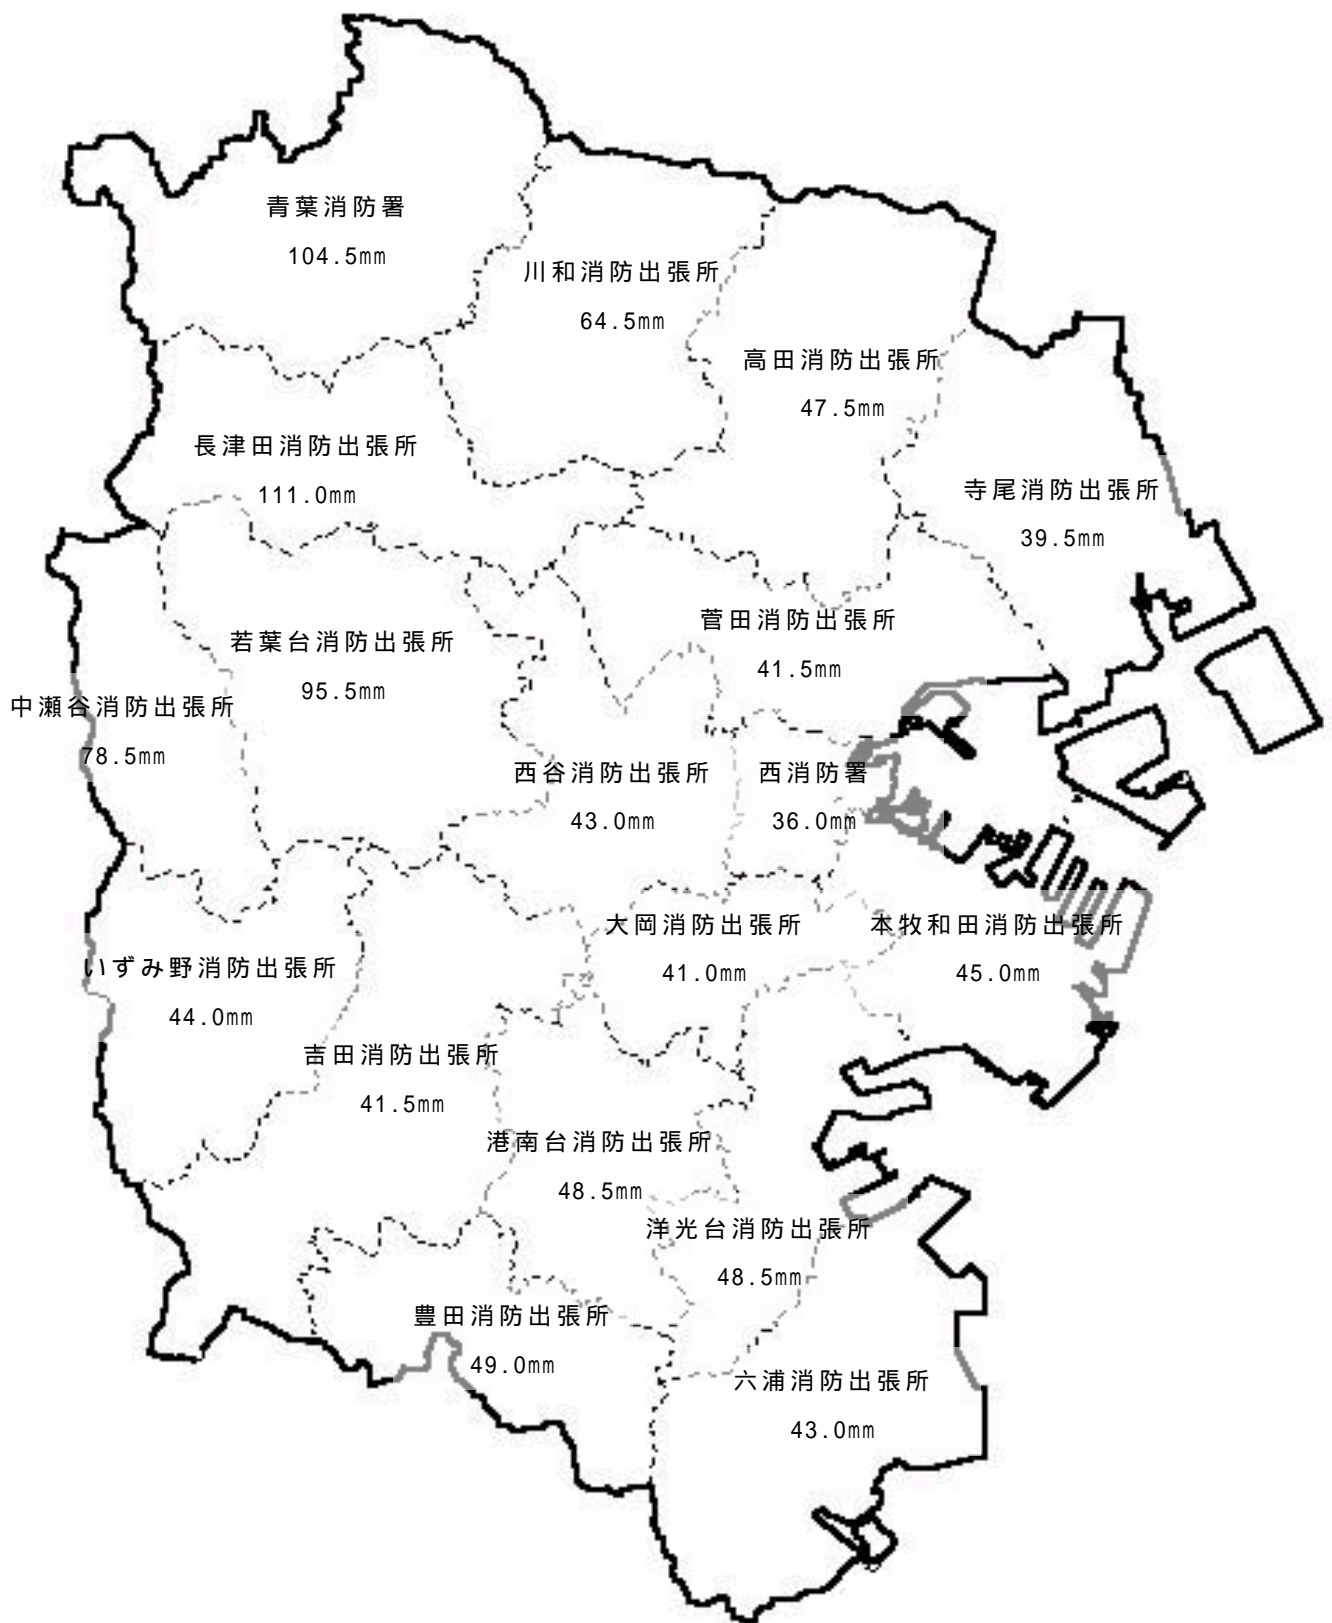 青葉消防署
104.5mm
川和消防出張所
64.5mm
高田消防出張所
47.5mm
長津田消防出張所
111.0mm
寺尾消防出張所
39.5mm
菅田消防出張所
41.5mm
若葉台消防出張所
95.5mm
中瀬谷消防出張所
78.5mm
西谷消防出張所
43.0mm
西消防署
36.0mm
大岡消防出張所
41.0mm
本牧和田消防出張所
45.0mm
いずみ野消防出張所
44.0mm
吉田消防出張所
41.5mm
港南台消防出張所
48.5mm
洋光台消防出張所
48.5mm
豊田消防出張所
49.0mm
六浦消防出張所
43.0mm